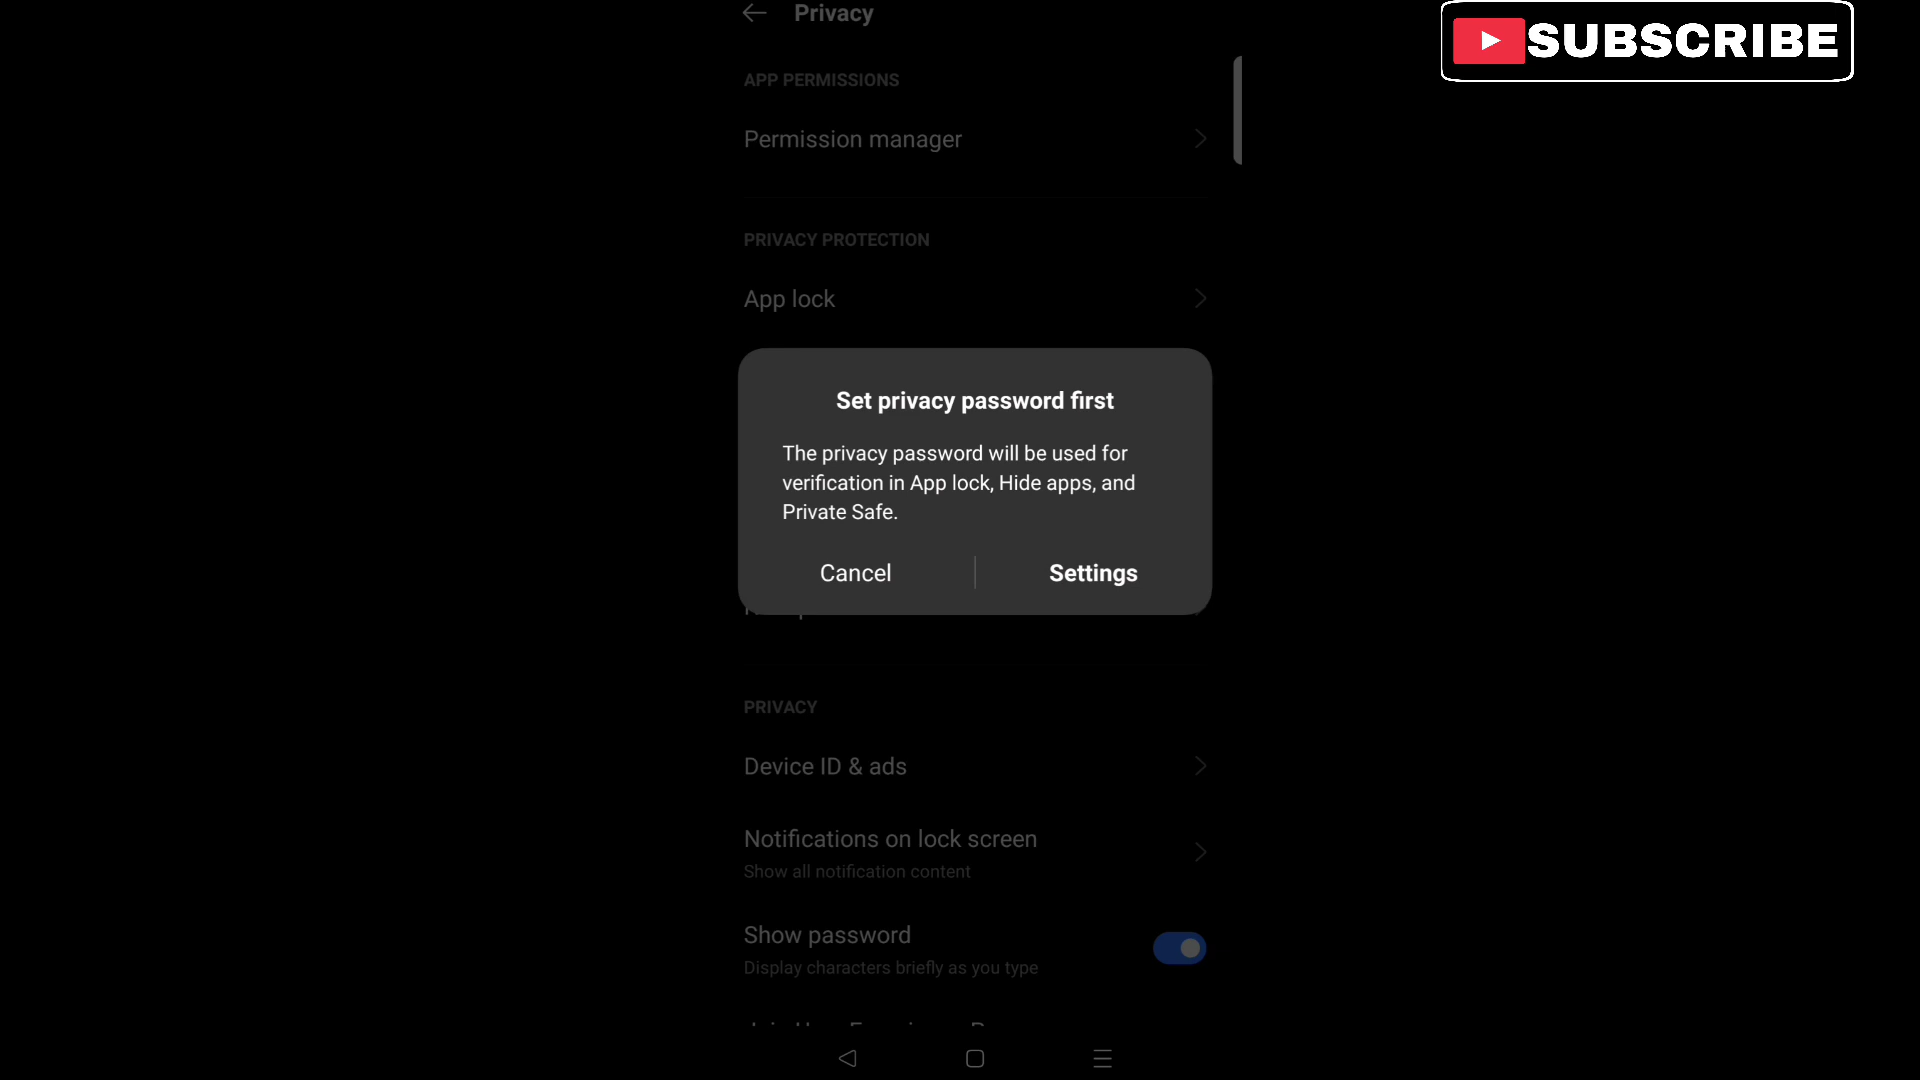 Privacy
SUBSCRIBE
APP PERMISSIONS
Permission manager
PRIVACY PROTECTION
App lock
Set privacy password first
The privacy password will be used for
verification in App lock, Hide apps, and
Private Safe.
Cancel
Settings
PRIVACY
Device ID & ads
Notifications on lock screen
Show all notification content
Show password
Display characters briefly as you type